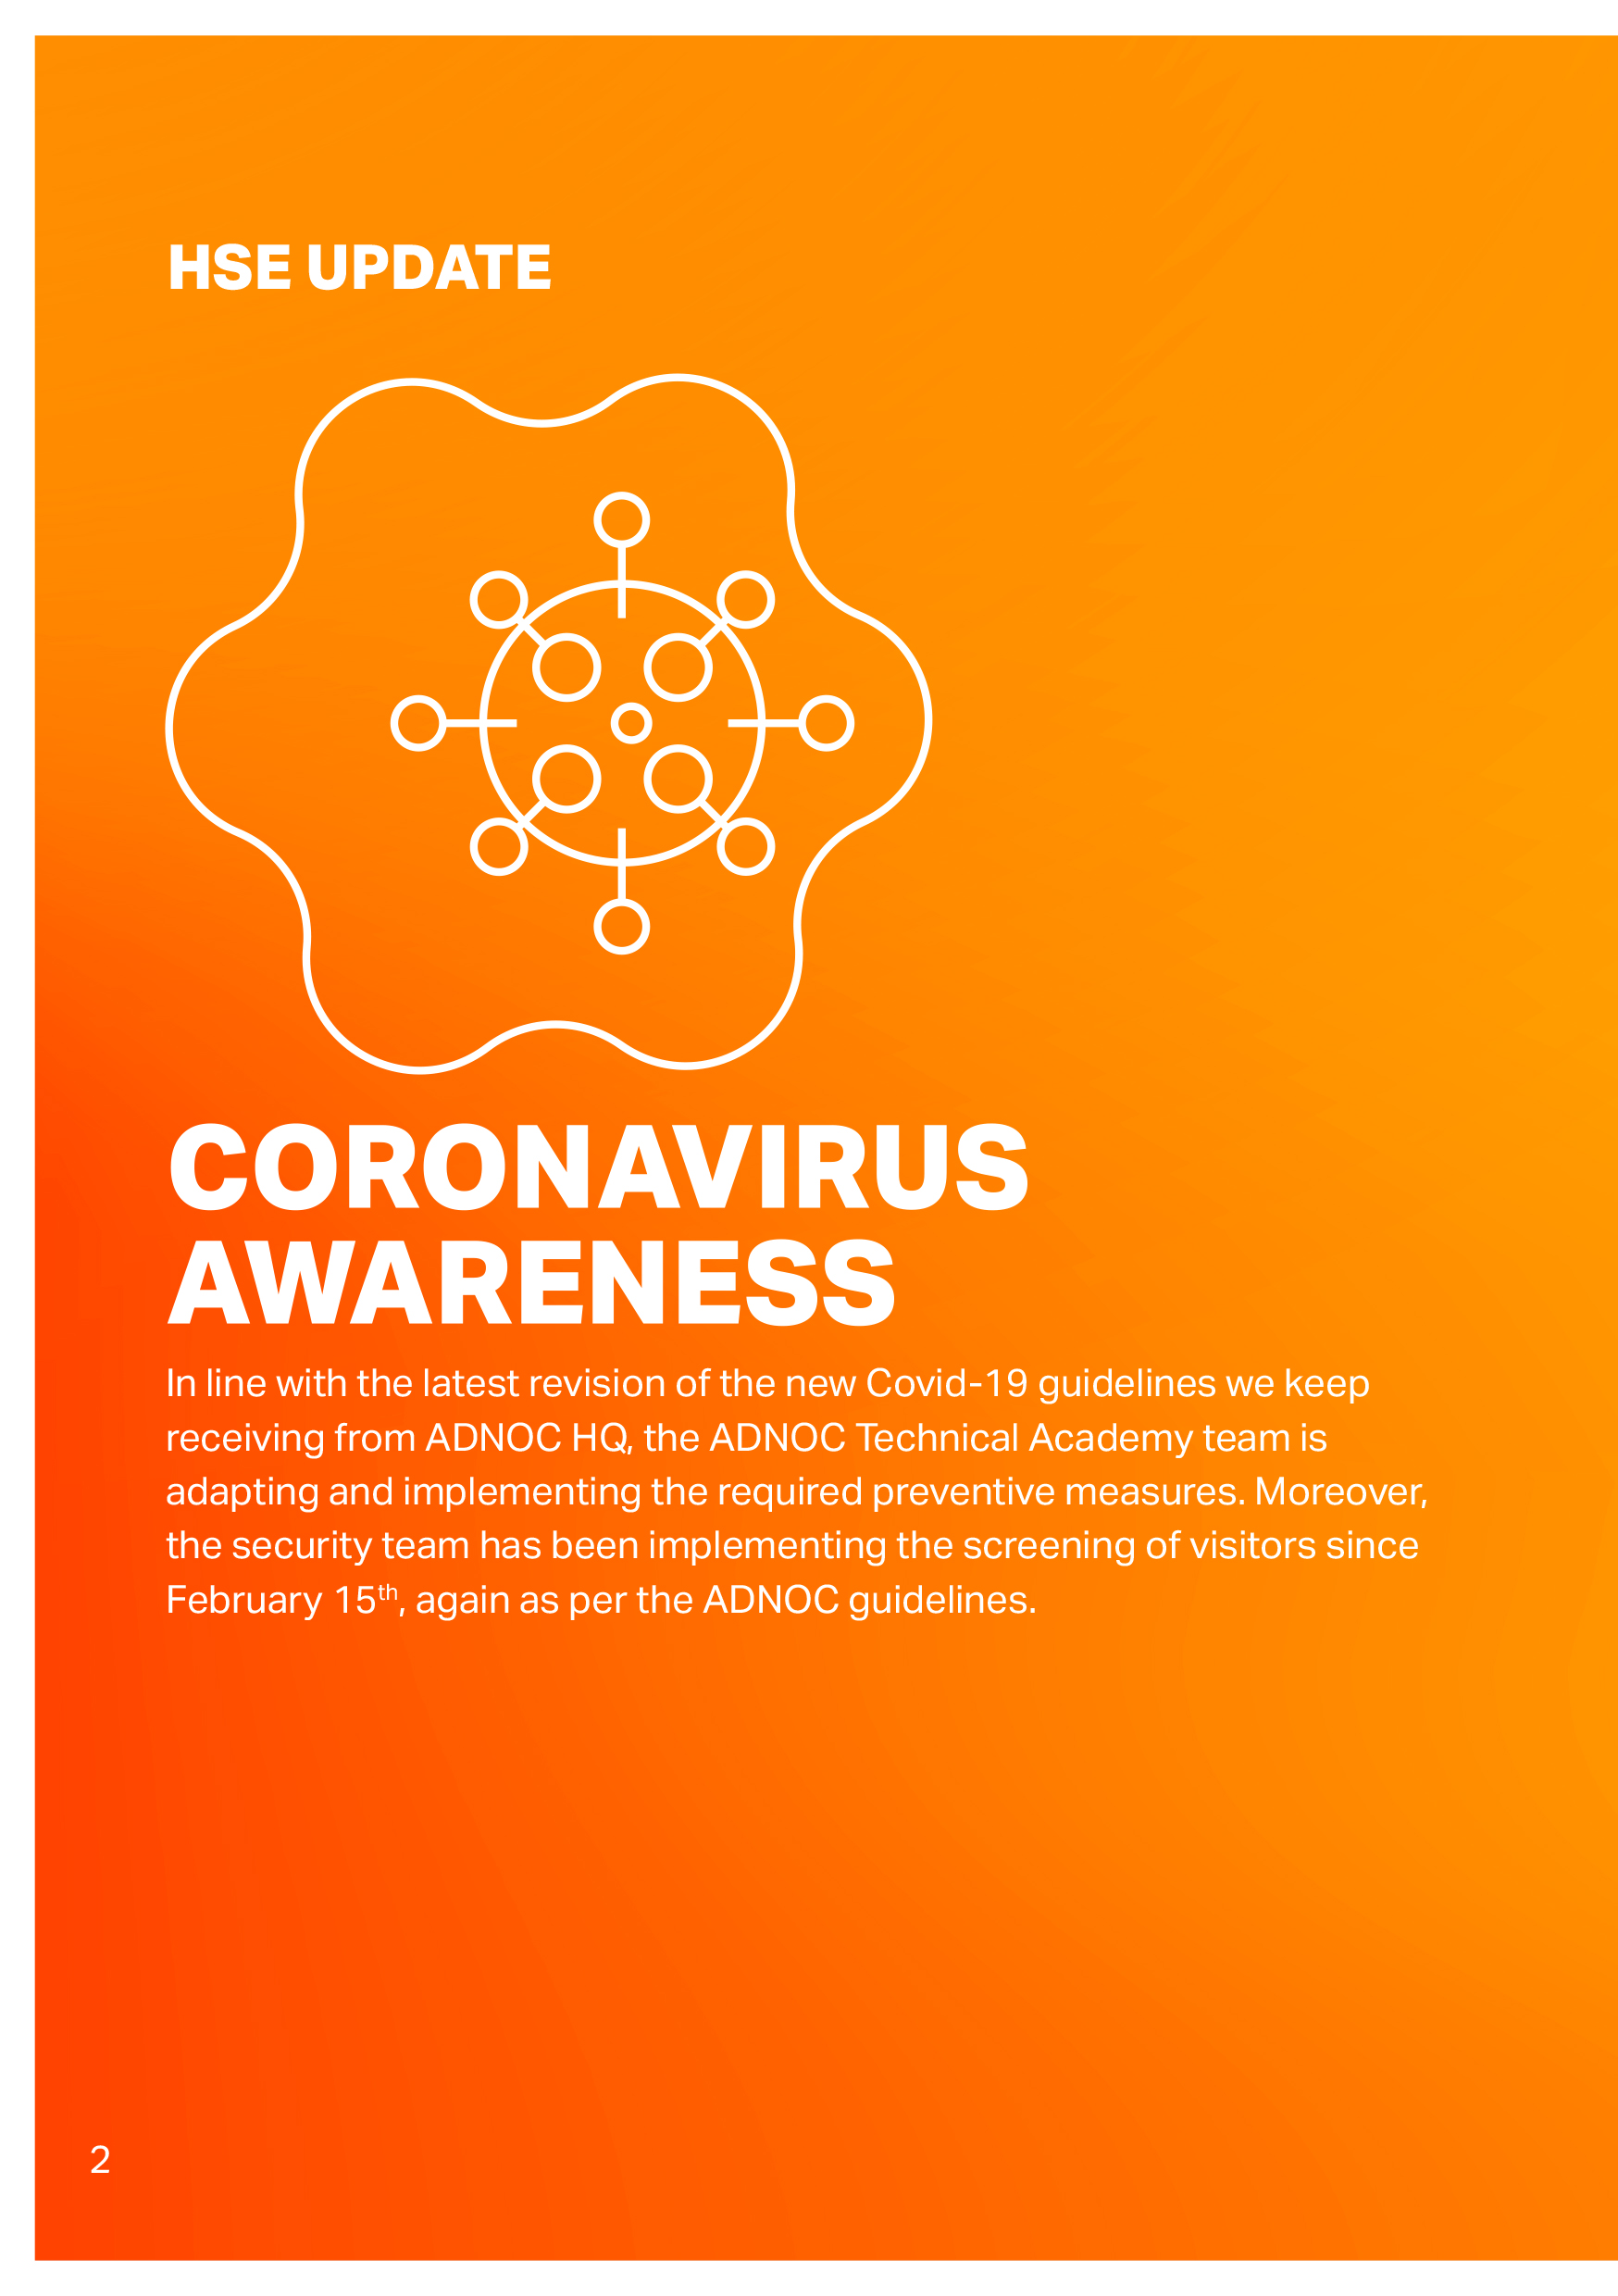 HSE UPDATE
CORONAVIRUS
AWARENESS
In line with the latest revision of the new Covid-19 guidelines we keep
receiving from ADNOC HQ, the ADNOC Technical Academy team is
adapting and implementing the required preventive measures. Moreover,
the security team has been implementing the screening of visitors since
February 15th, again as per the ADNOC guidelines.
2